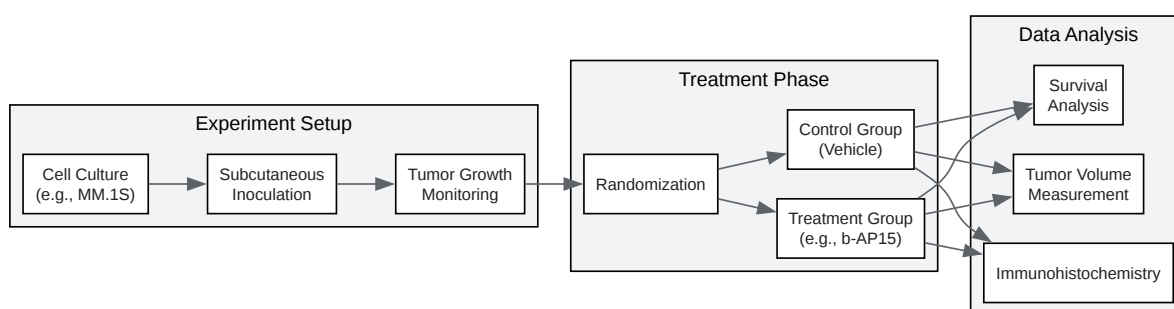 Experiment Setup
Cell Culture
(e.g., MM.1S)
Subcutaneous
Inoculation
Tumor Growth
Monitoring
Treatment Phase
Randomization
Control Group
(Vehicle)
Treatment Group
(e.g., b-AP15)
Data Analysis
Survival
Analysis
Tumor Volume
Measurement
Immunohistochemistry